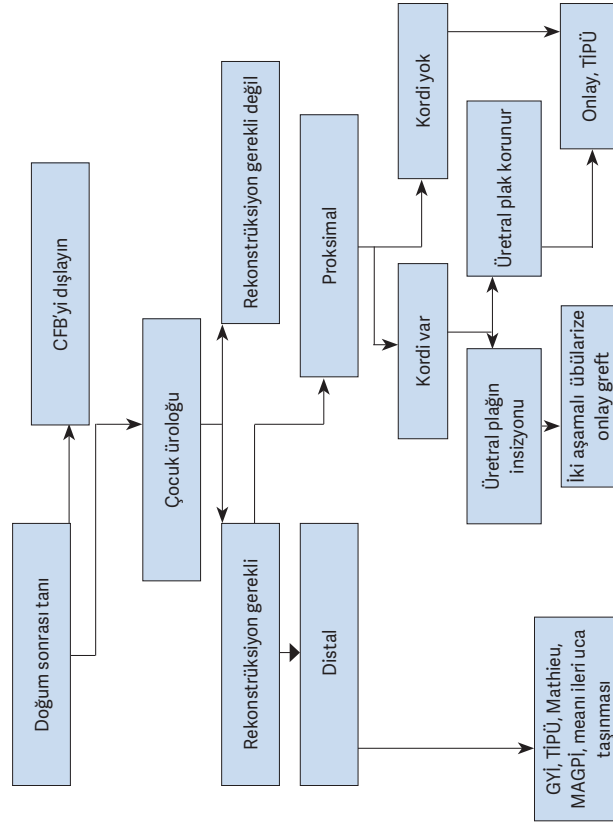 Doğum sonrası tanı
CFB'yi dışlayın
Çocuk üroloğu
Rekonstrüksiyon gerekli
Rekonstrüksiyon gerekli değil
Distal
Proksimal
Kordi var
Kordi yok
Üretral plağın
insizyonu
Üretral plak korunur
GYİ, TİPÜ, Mathieu,
MAGPİ, meanı ileri uca
taşınması
İki aşamalı übülarize
onlay greft
Onlay, TİPÜ